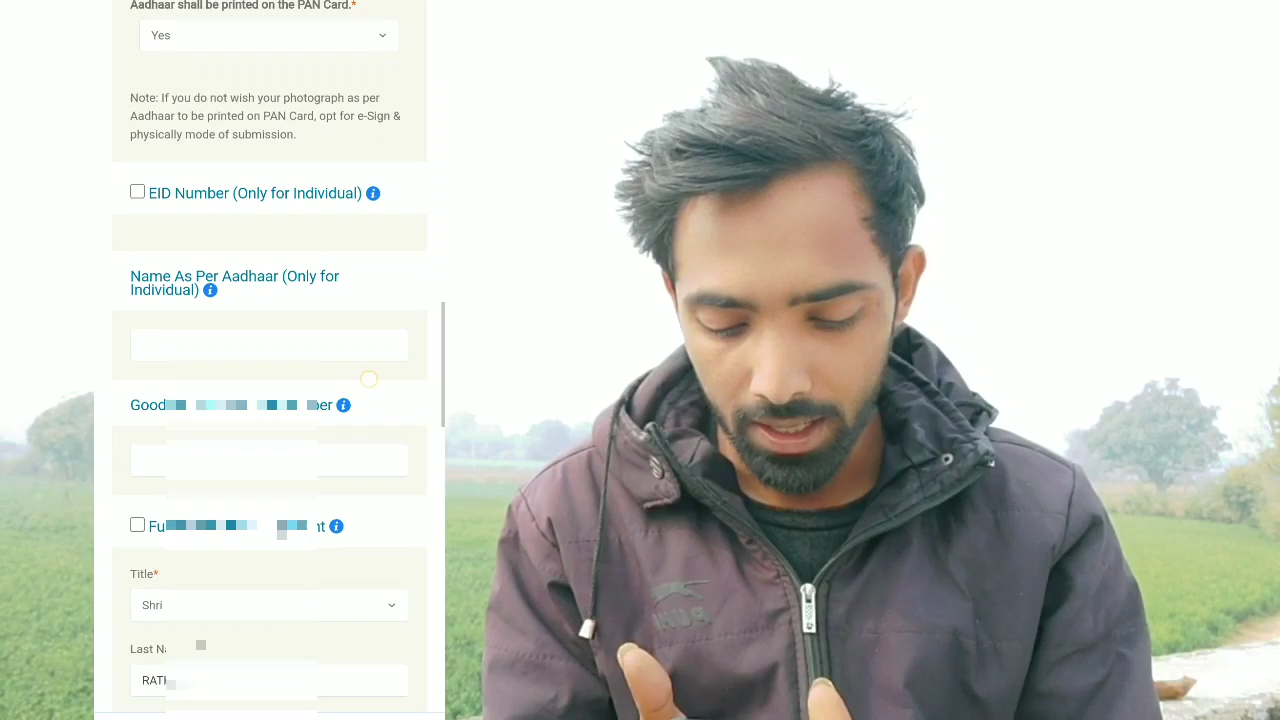 Aadhaar shall be printed on the PAN Card.*
Yes
Note: If you do not wish your photograph as per
Aadhaar to be printed on PAN Card, opt for e-Sign &
physically mode of submission.
EID Number (Only for Individual)
Name As Per Aadhaar (Only for
Individual)
Title*
Shri
Last